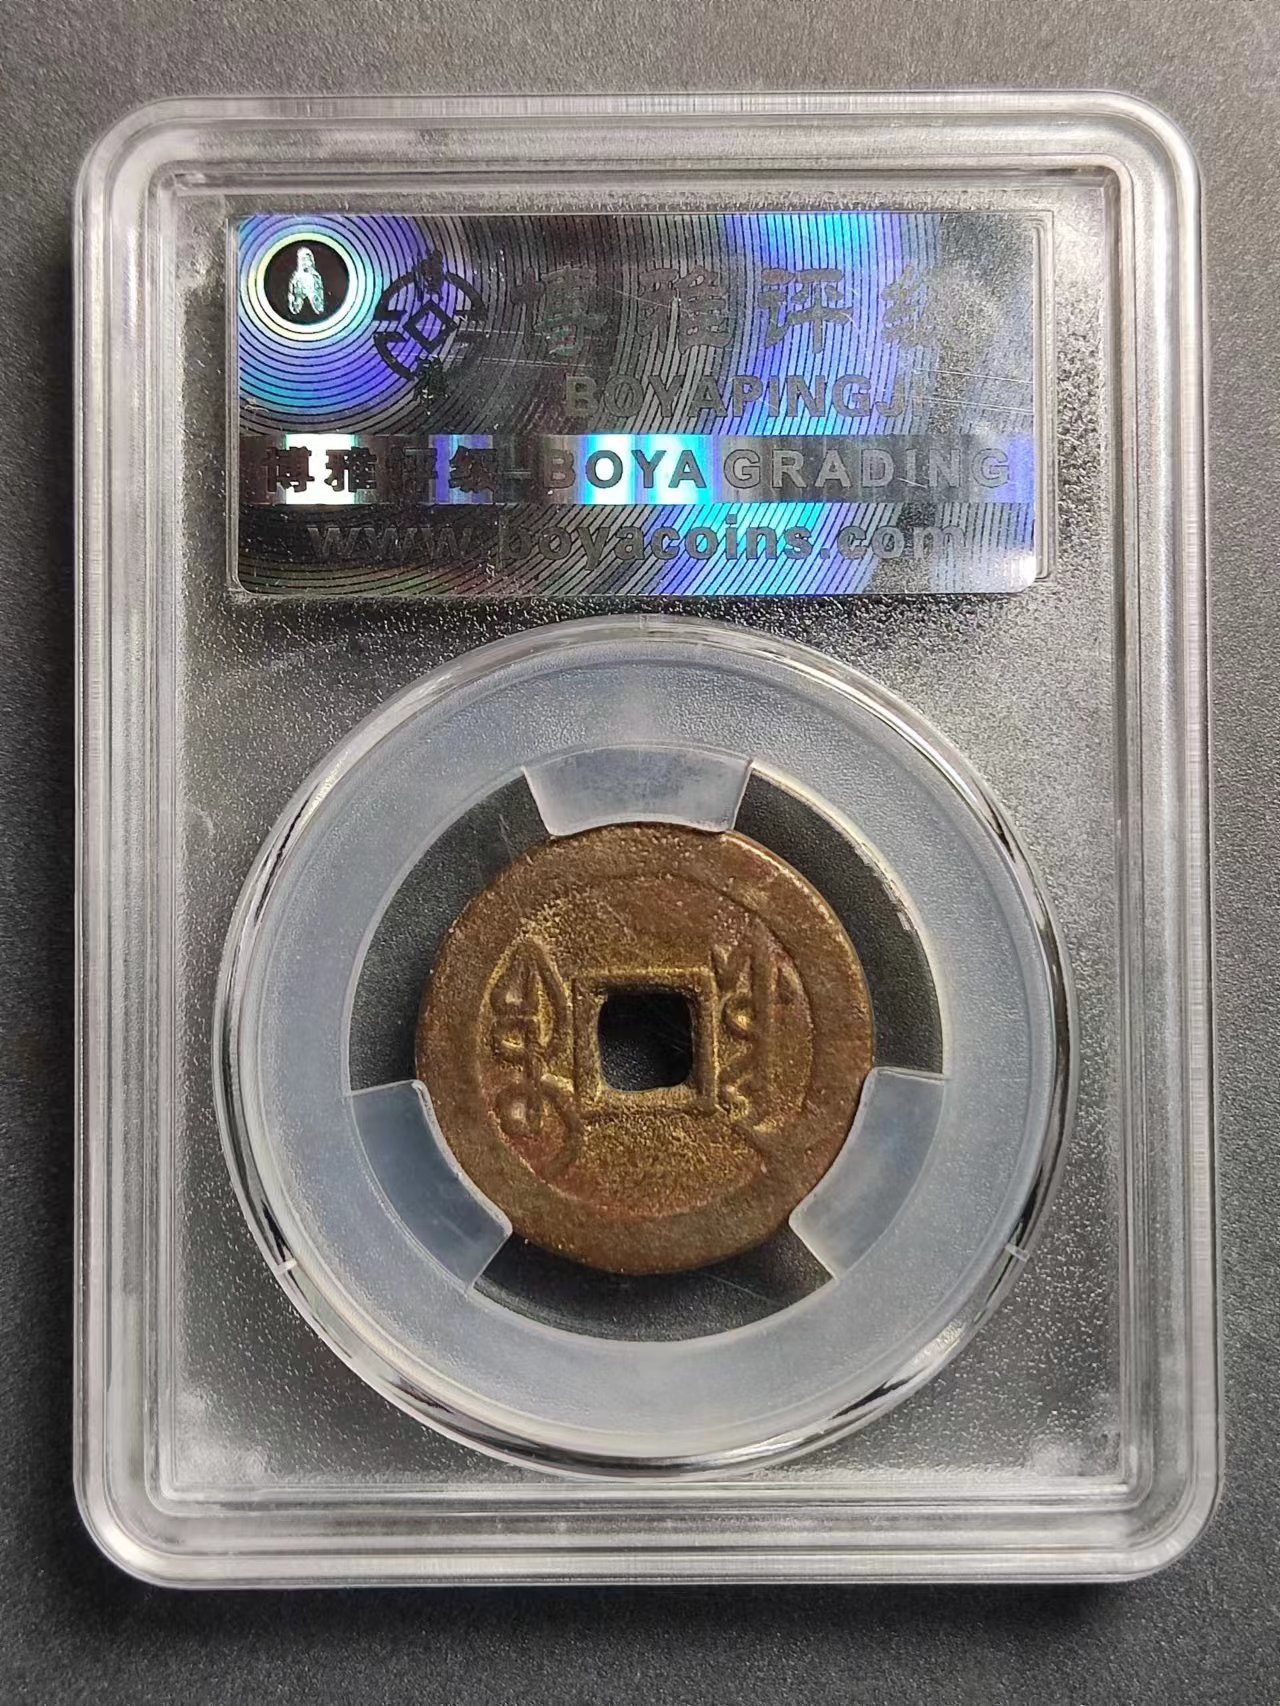 博雅评级
BOYAPINGJI
博雅评级-BOYA GRADING
www.boyacoins.com